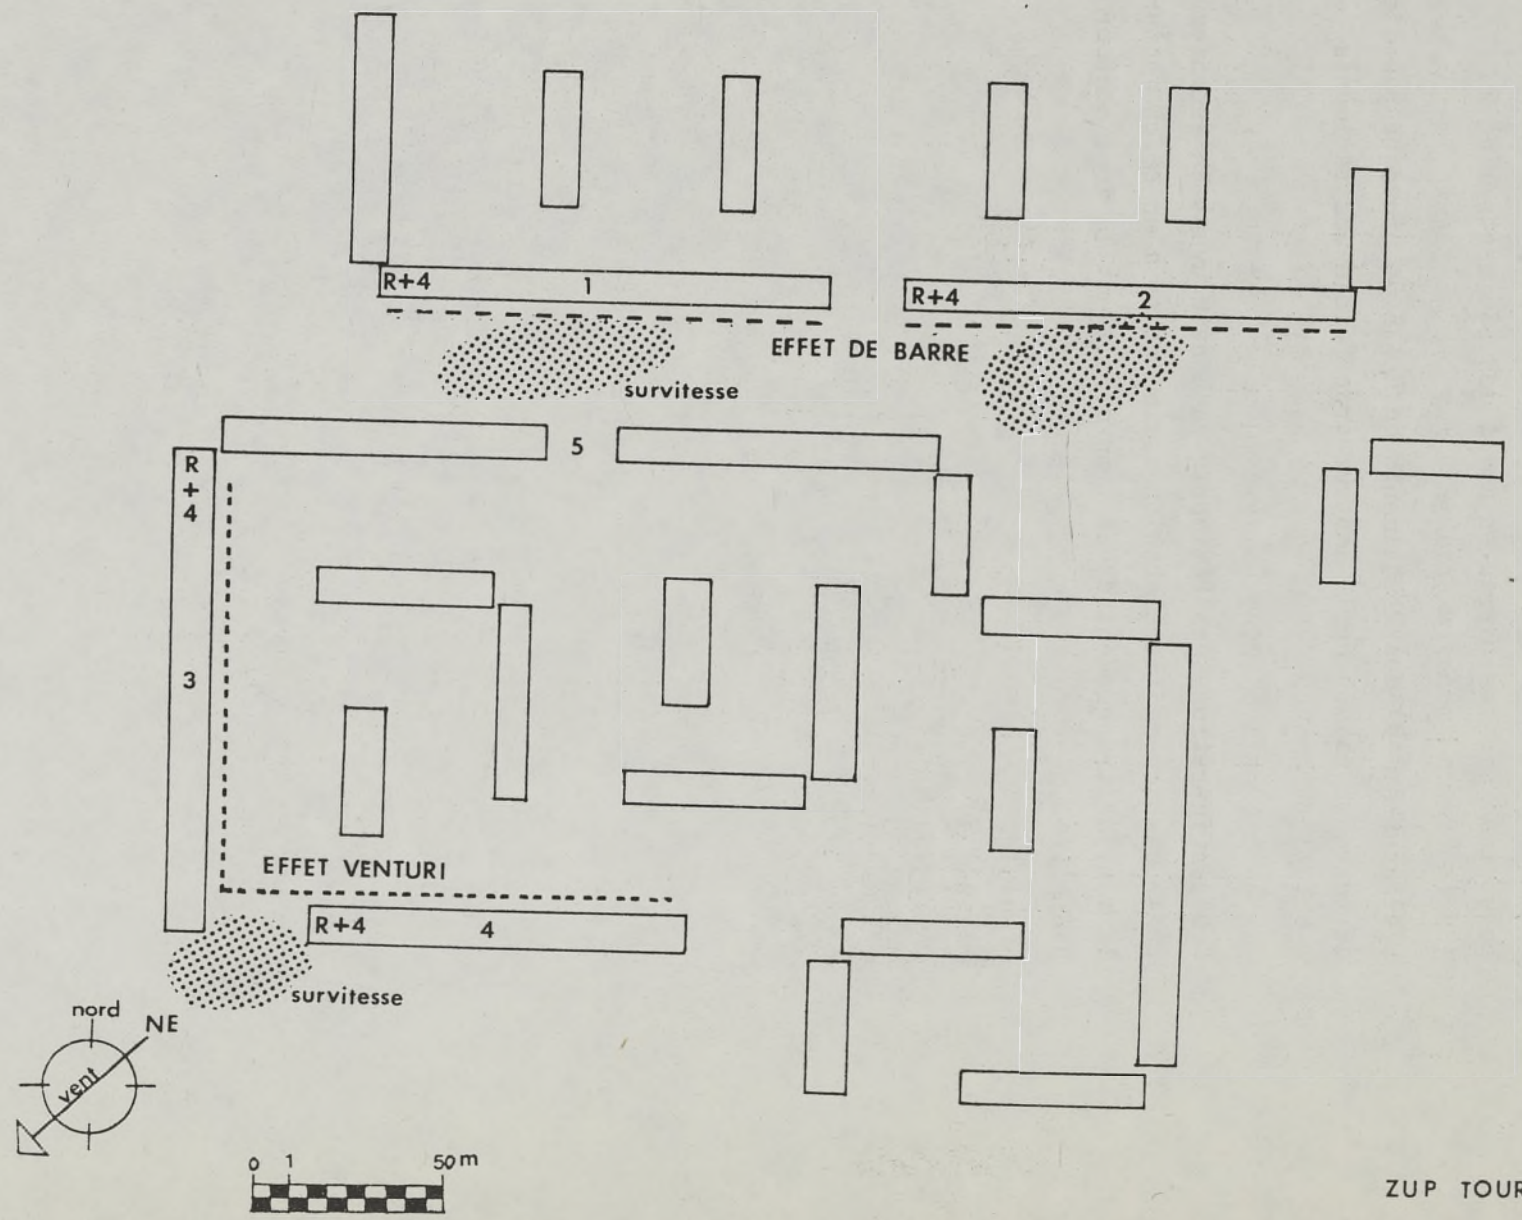 R+4 1
R+4 2
EFFET DE BARRE
survitesse
5
R
+
4
3
EFFET VENTURI
R+4 4
survitesse
nord
NE
vent
0 1 50m
ZUP TOUR